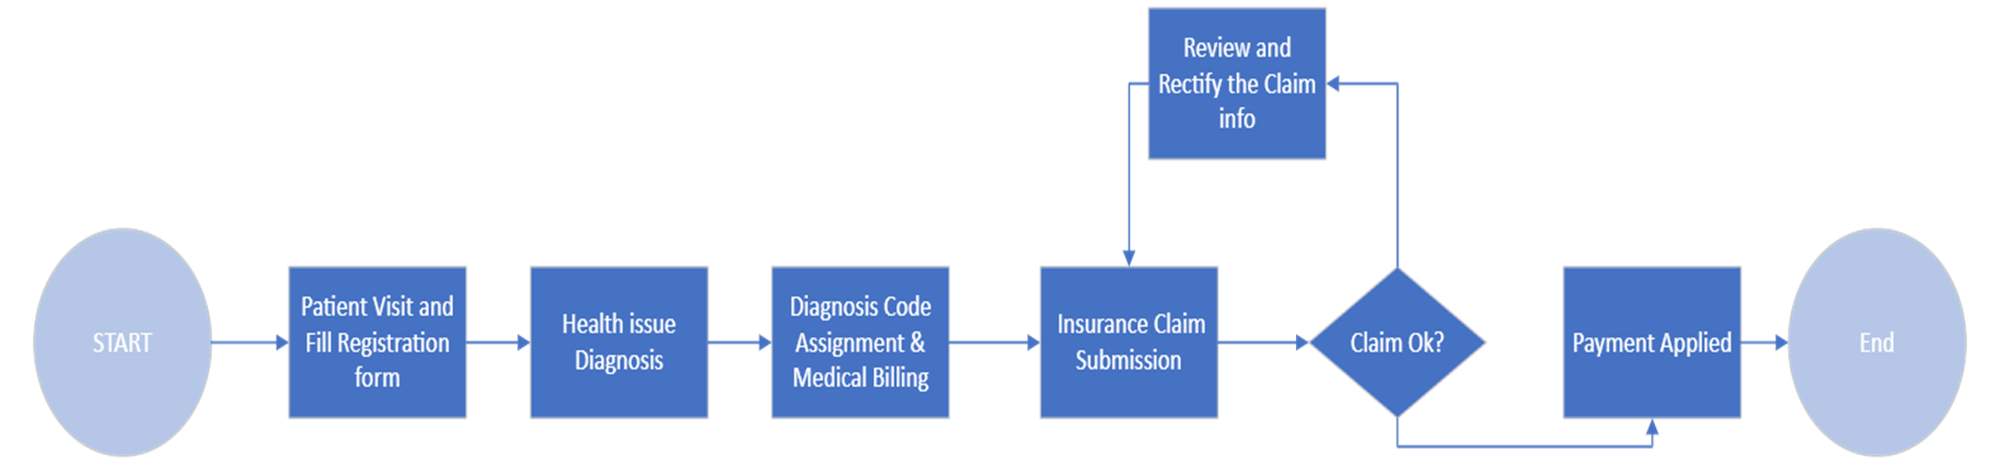 Review and
Rectify the Claim
info
START
Patient Visit and
Fill Registration
form
Health issue
Diagnosis
Diagnosis Code
Assignment &
Medical Billing
Insurance Claim
Submission
Claim Ok?
Payment Applied
End